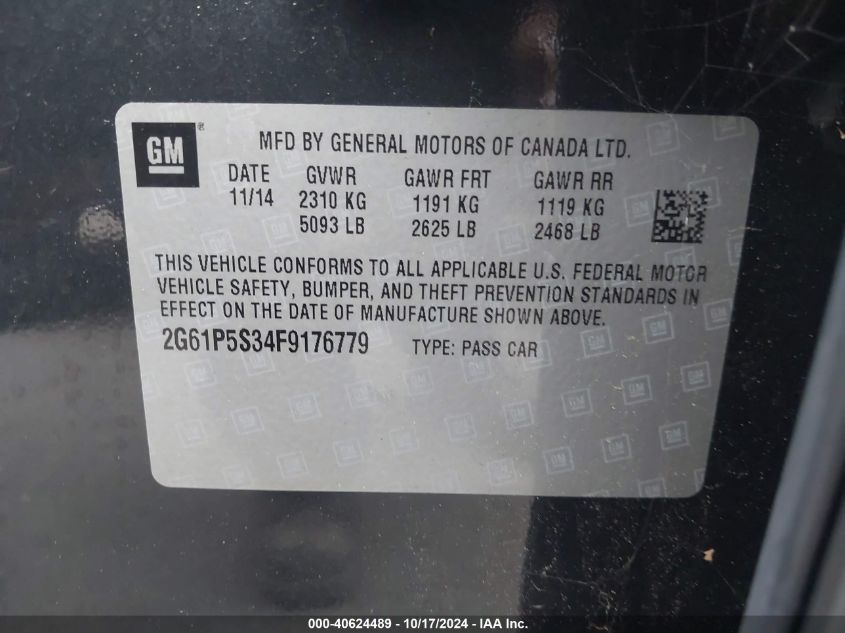 GM ®
MFD BY GENERAL MOTORS OF CANADA LTD.
DATE GVWR GAWR FRT GAWR RR
11/14 2310 KG 1191 KG 1119 KG
5093 LB 2625 LB 2468 LB
THIS VEHICLE CONFORMS TO ALL APPLICABLE U.S. FEDERAL MOTOR
VEHICLE SAFETY, BUMPER, AND THEFT PREVENTION STANDARDS IN
EFFECT ON THE DATE OF MANUFACTURE SHOWN ABOVE.
2G61P5S34F9176779 TYPE: PASS CAR
000-40624489 - 10/17/2024 - IAA Inc.